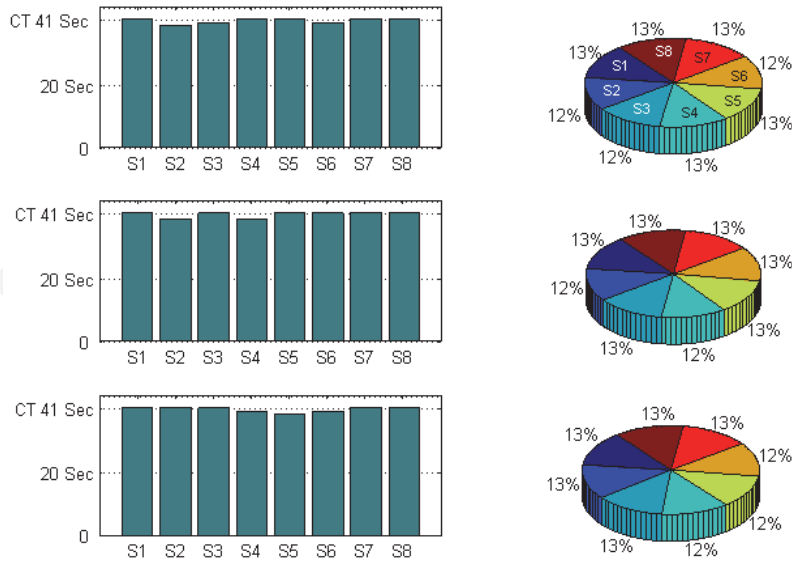 CT 41 Sec
20 Sec
0
S1 S2 S3 S4 S5 S6 S7 S8
13% 13%
13% S8 S7 12%
S1 S6
S2 S5
S3 S4
12% 13%
12% 13%
CT 41 Sec
20 Sec
0
S1 S2 S3 S4 S5 S6 S7 S8
13% 13%
13% 13%
12% 13%
13% 12%
CT 41 Sec
20 Sec
0
S1 S2 S3 S4 S5 S6 S7 S8
13% 13%
13% 12%
13% 12%
13% 12%